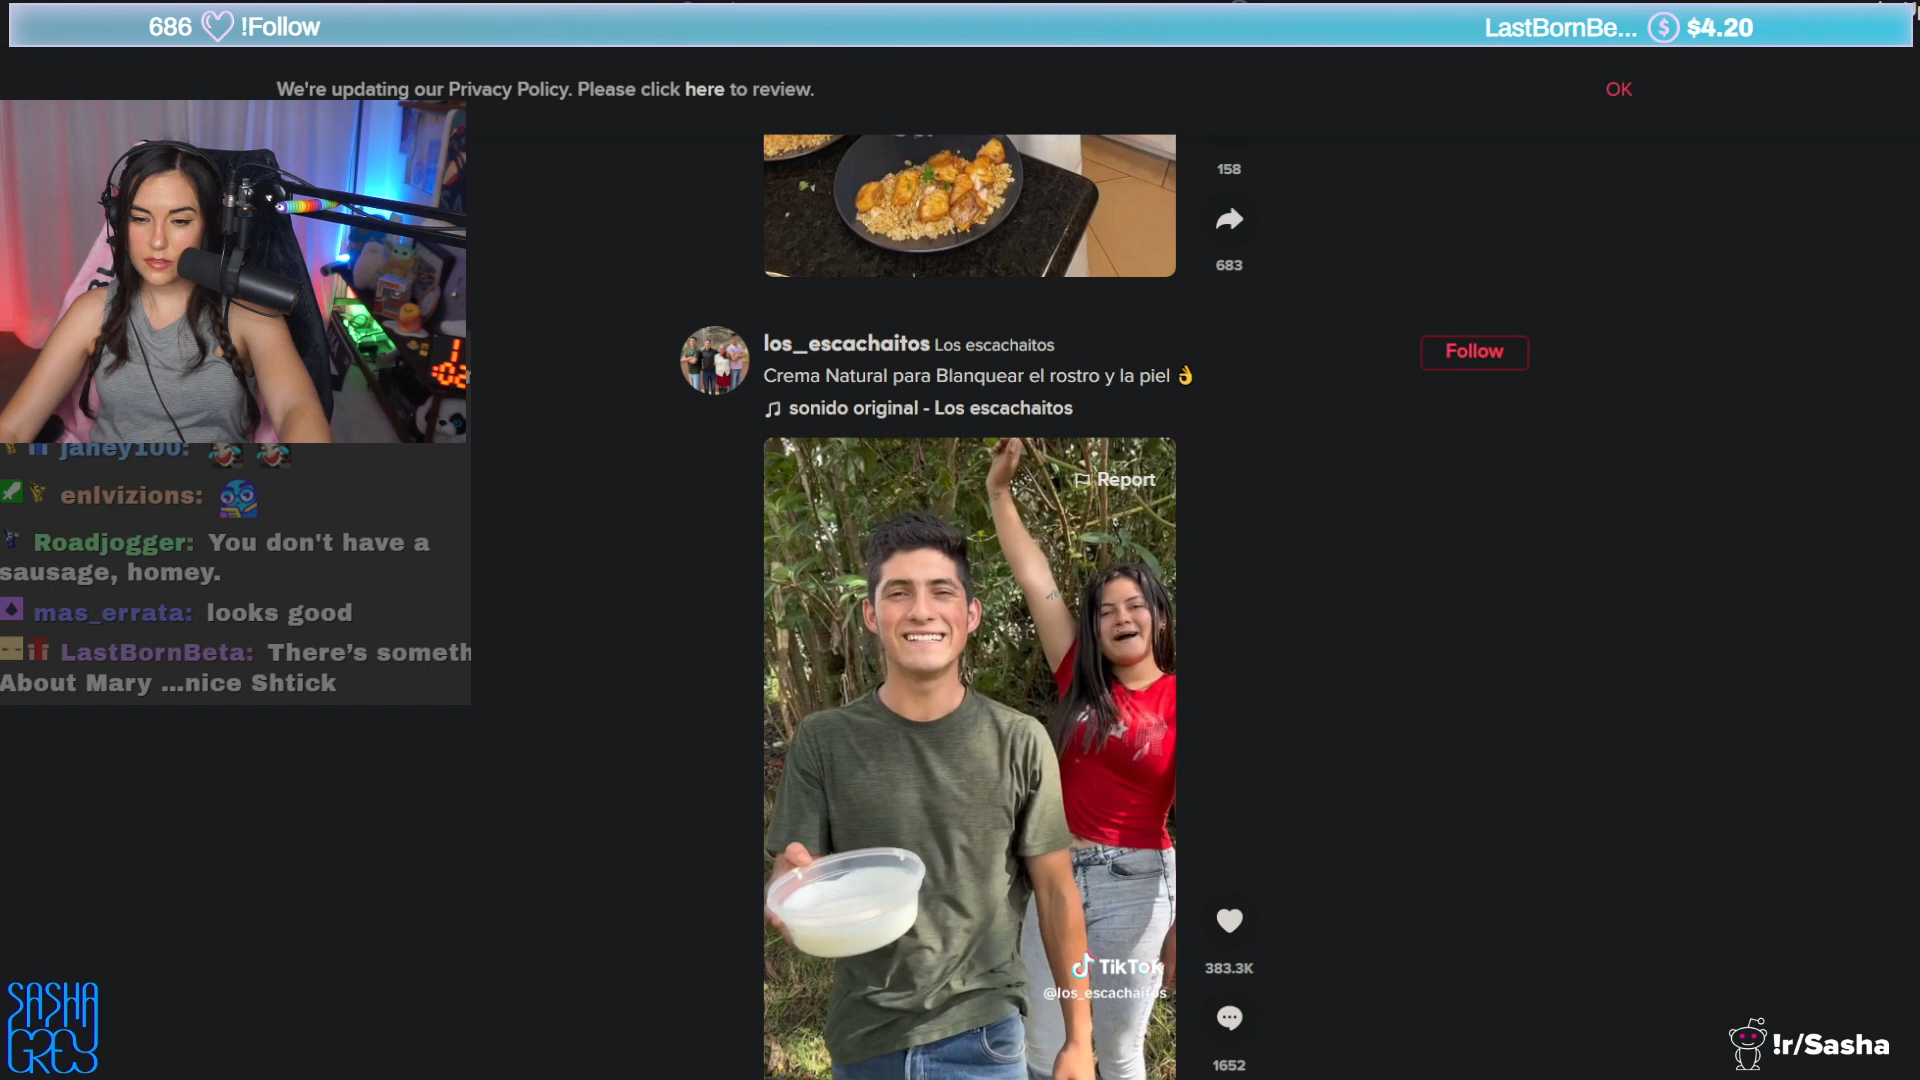 686 !Follow
LastBornBe... $4.20
We're updating our Privacy Policy. Please click here to review.
OK
158
683
los_escachaitos Los escachaitos
Follow
Crema Natural para Blanquear el rostro y la piel 👌
sonido original - Los escachaitos
Report
janey100:
enlvizions:
Roadjogger: You don't have a
sausage, homey.
mas_errata: looks good
LastBornBeta: There's someth
About Mary ...nice Shtick
TikTok
@los_escachaitos
383.3K
1652
SASHA
GREY
!r/Sasha